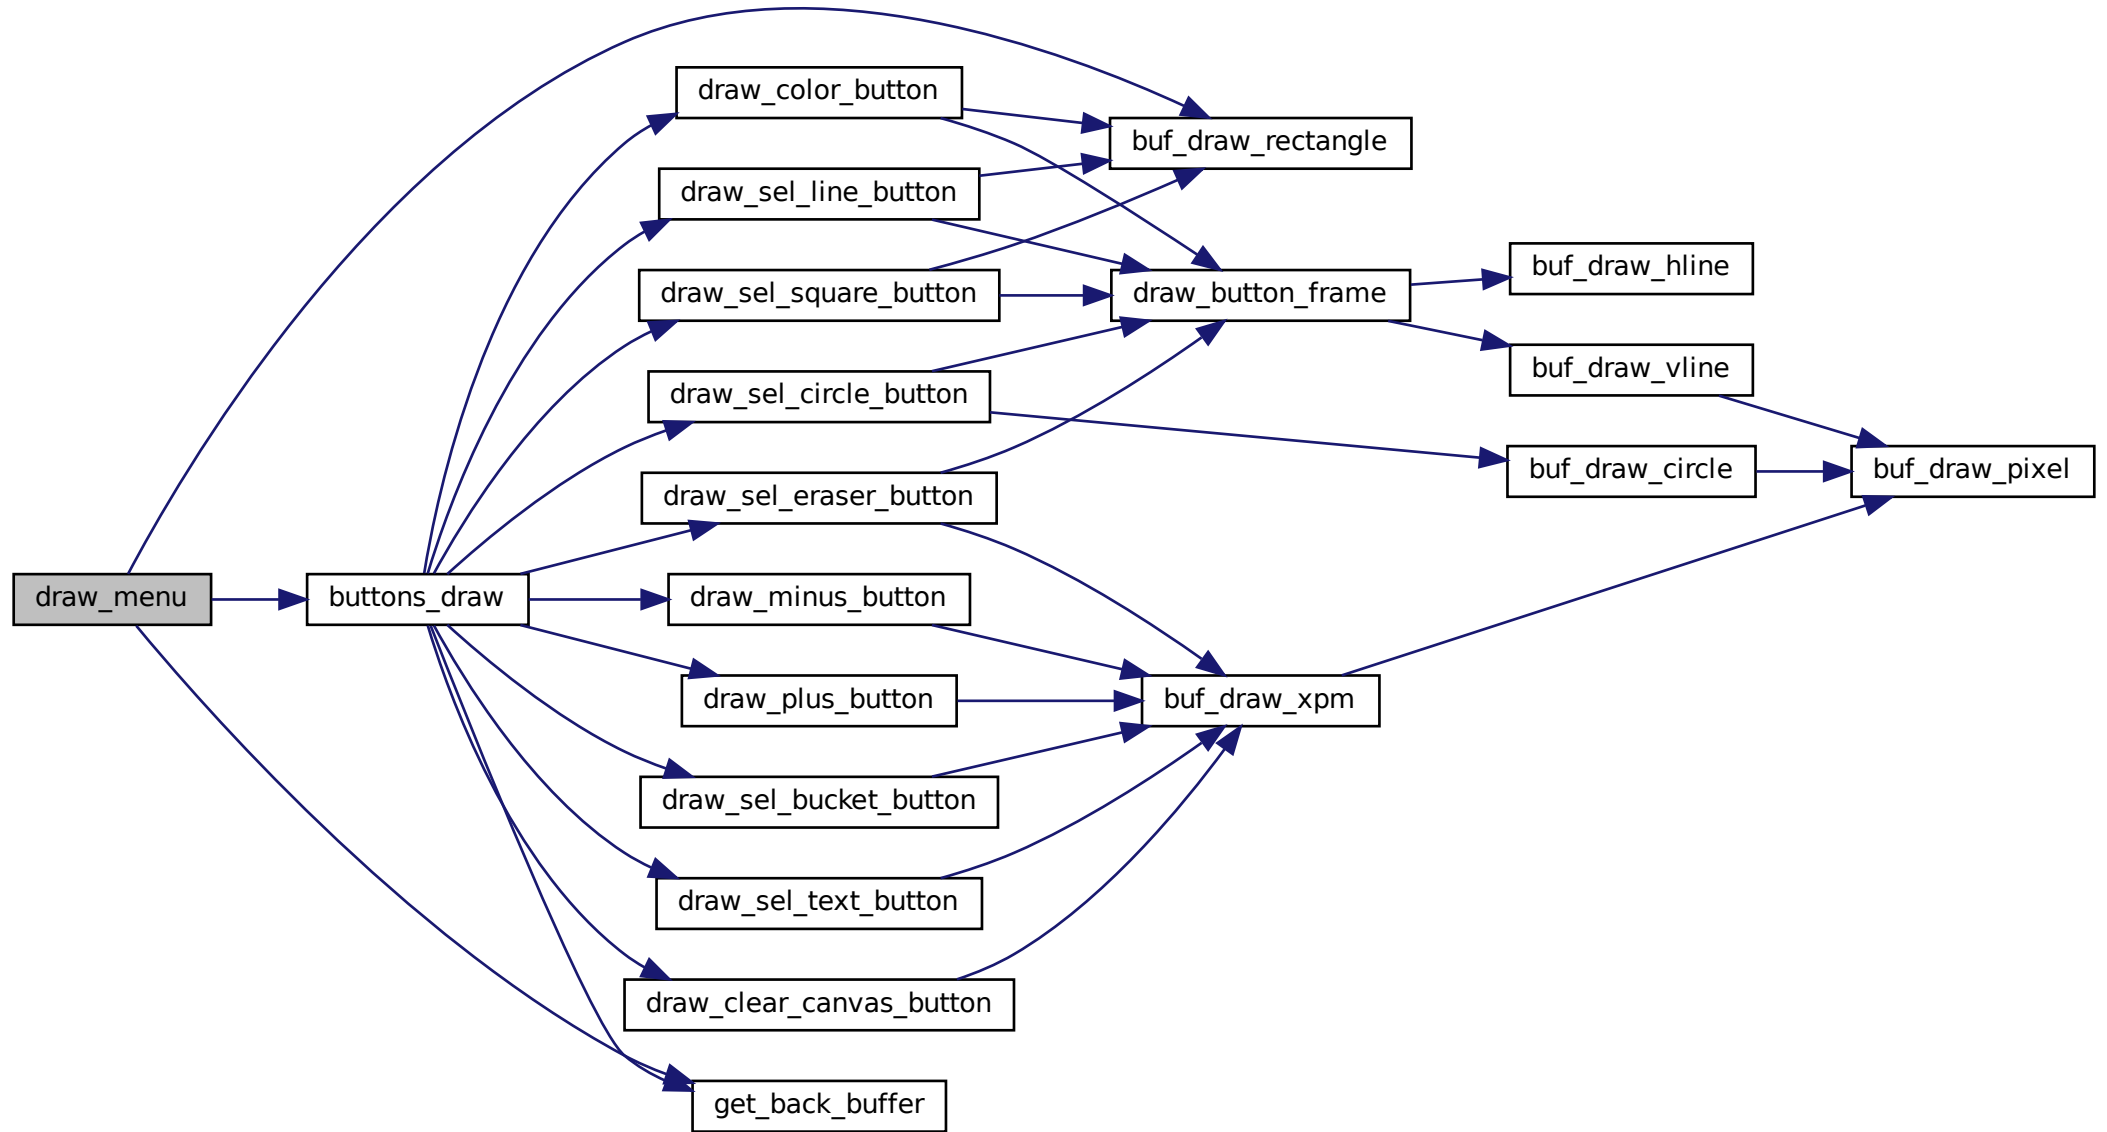 draw_menu
buttons_draw
draw_color_button
draw_sel_line_button
draw_sel_square_button
draw_sel_circle_button
draw_sel_eraser_button
draw_minus_button
draw_plus_button
draw_sel_bucket_button
draw_sel_text_button
draw_clear_canvas_button
get_back_buffer
buf_draw_rectangle
draw_button_frame
buf_draw_xpm
buf_draw_hline
buf_draw_vline
buf_draw_circle
buf_draw_pixel